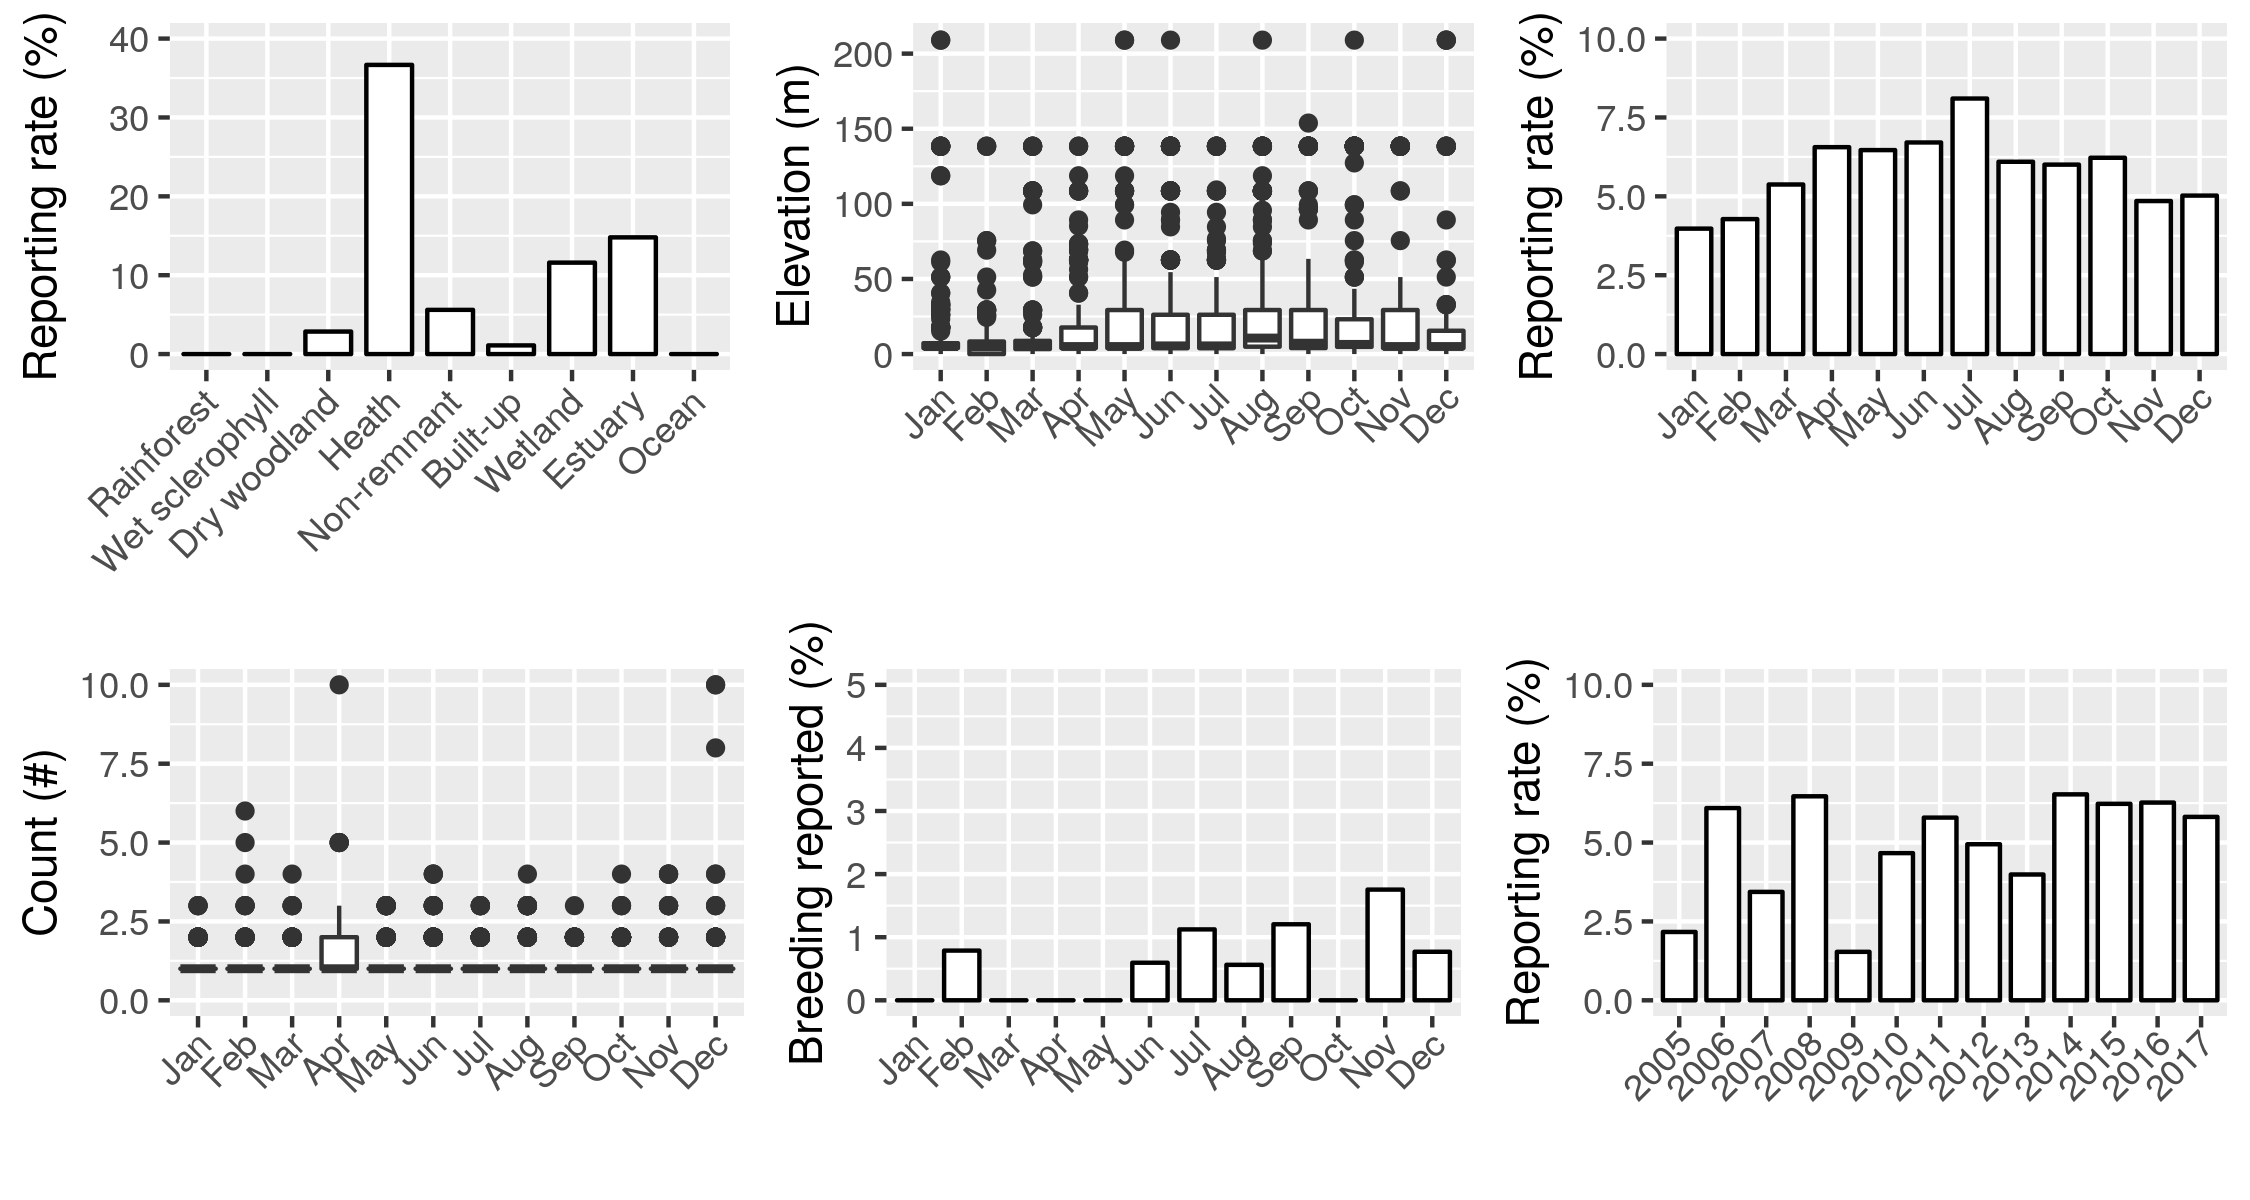 Reporting rate (%)
40
30
20
10
0
Rainforest
Wet sclerophyll
Dry woodland
Heath
Non-remnant
Built-up
Wetland
Estuary
Ocean
Elevation (m)
200
150
100
50
0
Jan
Feb
Mar
Apr
May
Jun
Jul
Aug
Sep
Oct
Nov
Dec
Reporting rate (%)
10.0
7.5
5.0
2.5
0.0
Jan
Feb
Mar
Apr
May
Jun
Jul
Aug
Sep
Oct
Nov
Dec
Count (#)
10.0
7.5
5.0
2.5
0.0
Jan
Feb
Mar
Apr
May
Jun
Jul
Aug
Sep
Oct
Nov
Dec
Breeding reported (%)
5
4
3
2
1
0
Jan
Feb
Mar
Apr
May
Jun
Jul
Aug
Sep
Oct
Nov
Dec
Reporting rate (%)
10.0
7.5
5.0
2.5
0.0
2005
2006
2007
2008
2009
2010
2011
2012
2013
2014
2015
2016
2017